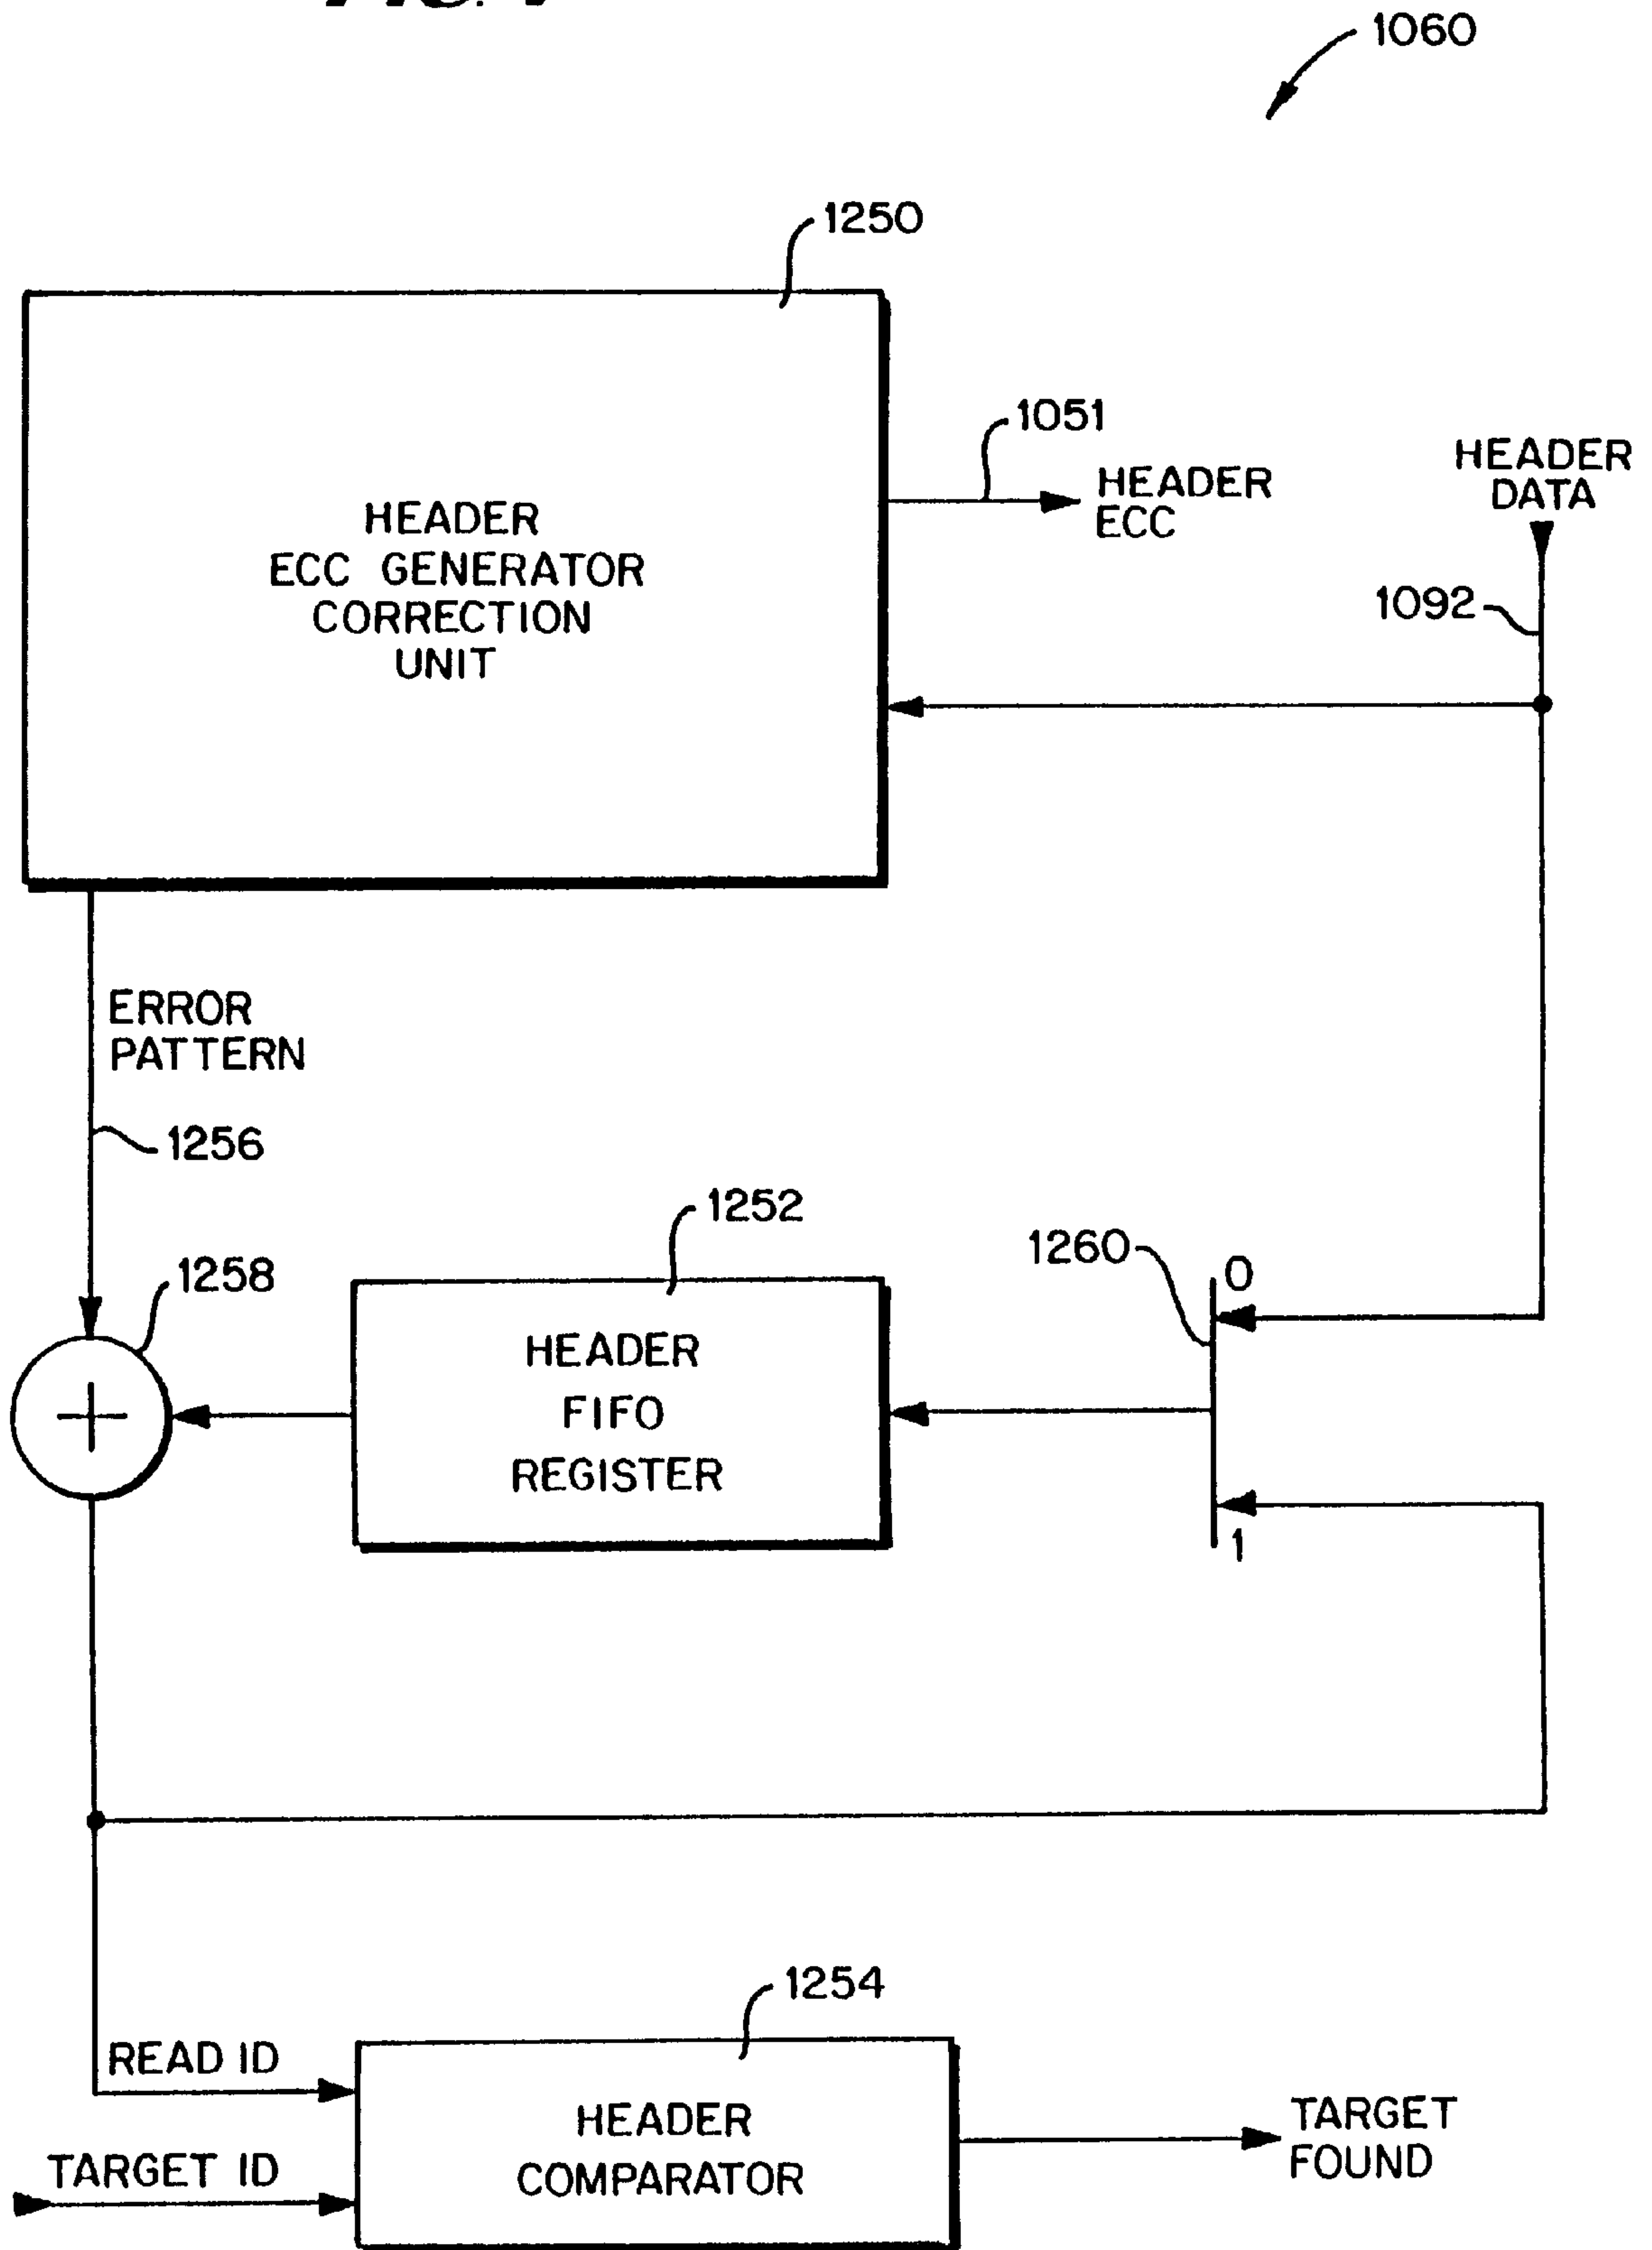 1060
1250
1051
HEADER
ECC
HEADER
DATA
1092
HEADER
ECC GENERATOR
CORRECTION
UNIT
ERROR
PATTERN
1256
1252
1258
1260
0
HEADER
FIFO
REGISTER
1
1254
READ ID
TARGET ID
HEADER
COMPARATOR
TARGET
FOUND